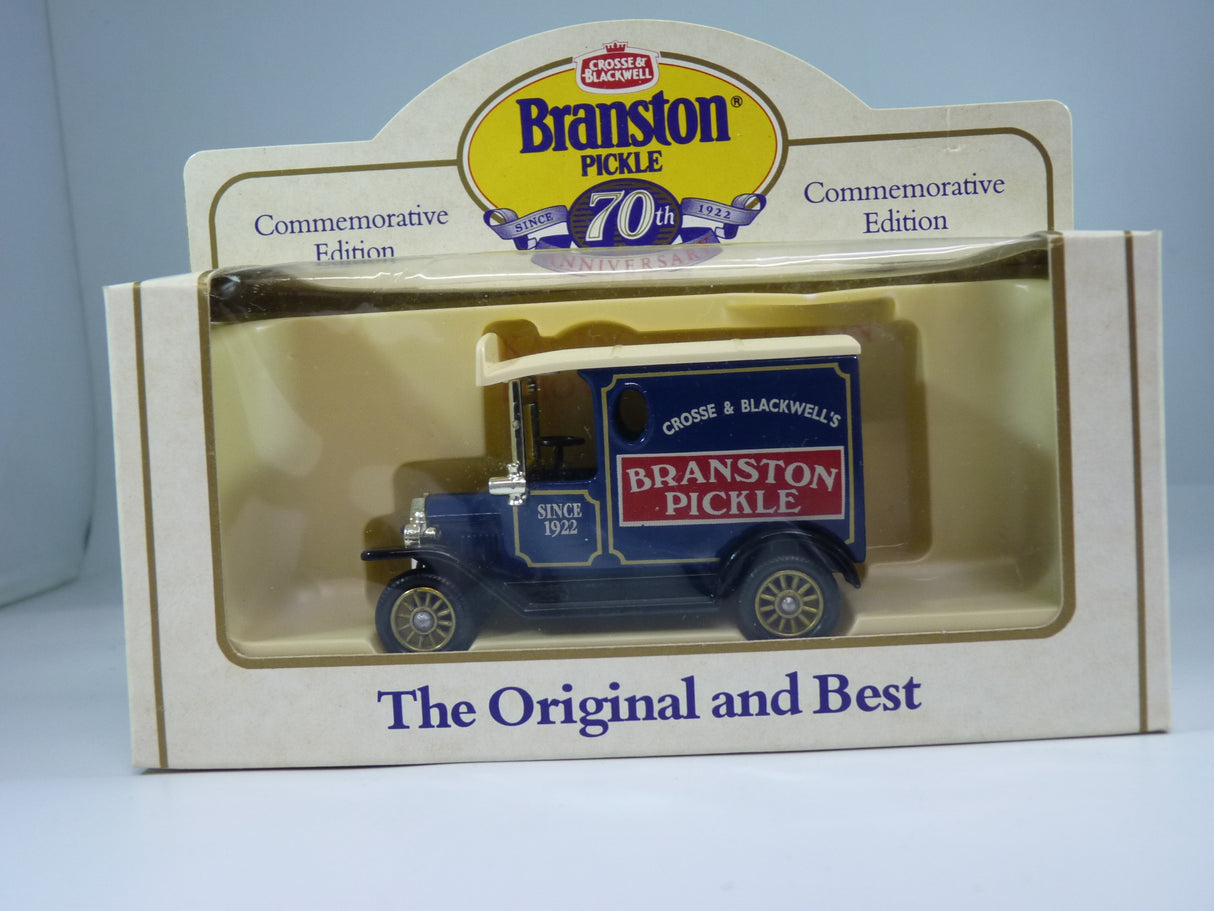 CROSSE &
BLACKWELL
Branston®
PICKLE
SINCE 70th 1922
ANNIVERSARY
Commemorative
Edition
Commemorative
Edition
CROSSE & BLACKWELL'S
BRANSTON
PICKLE
SINCE
1922
The Original and Best